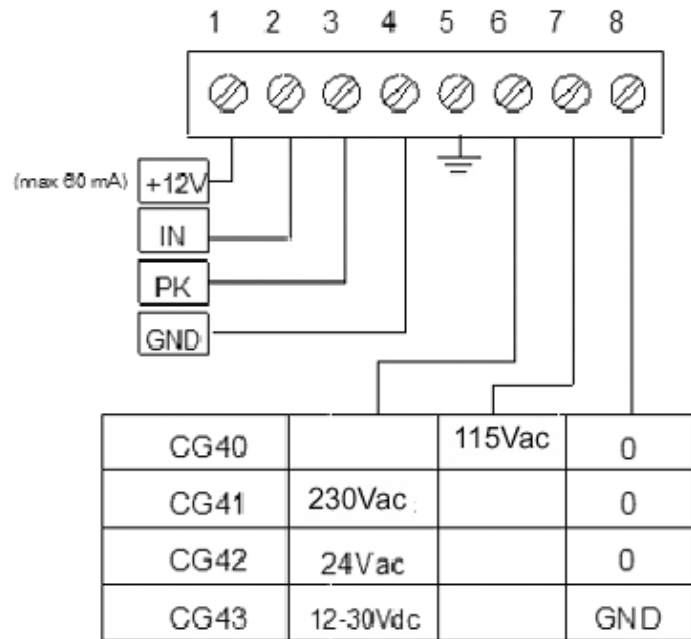 1 2 3 4 5 6 7 8
(max 60 mA) +12V
IN
PK
GND
CG40 115Vac 0
CG41 230Vac 0
CG42 24Vac 0
CG43 12-30Vdc GND